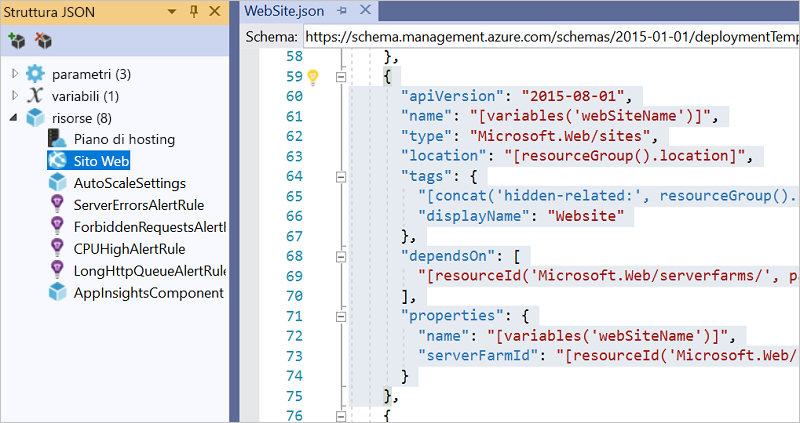 Struttura JSON
parametri (3)
variabili (1)
risorse (8)
Piano di hosting
Sito Web
AutoScaleSettings
ServerErrorsAlertRule
ForbiddenRequestsAlertR
CPUHighAlertRule
LongHttpQueueAlertRule
AppInsightsComponent
WebSite.json
Schema: https://schema.management.azure.com/schemas/2015-01-01/deploymentTemp
58 },
59 {
60 "apiVersion": "2015-08-01",
61 "name": "[variables('webSiteName')]",
62 "type": "Microsoft.Web/sites",
63 "location": "[resourceGroup().location]",
64 "tags": {
65 "[concat('hidden-related:', resourceGroup().
66 "displayName": "Website"
67 },
68 "dependsOn": [
69 "[resourceId('Microsoft.Web/serverfarms/', p
70 ],
71 "properties": {
72 "name": "[variables('webSiteName')]",
73 "serverFarmId": "[resourceId('Microsoft.Web/
74 }
75 },
76 {